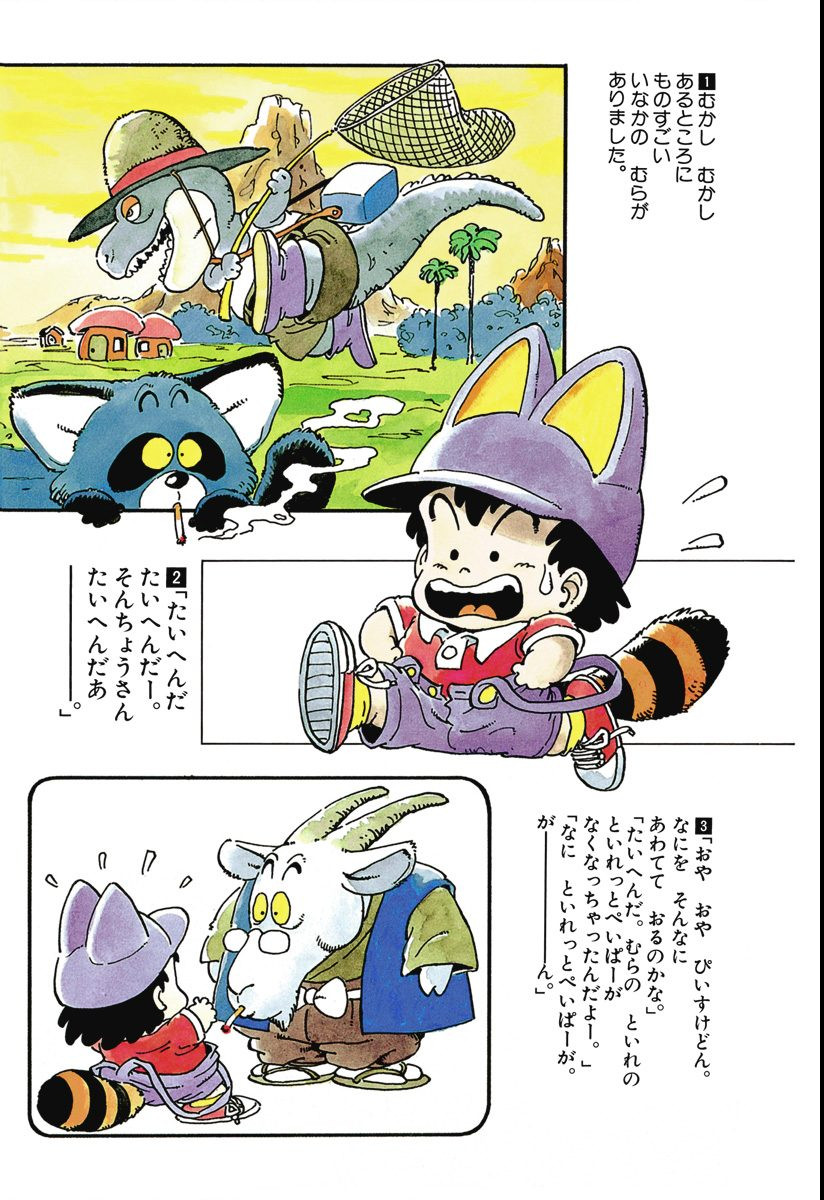 1 むかし　むかし
あるところに
ものすごい
いなかの　むらが
ありました。
2 「たいへんだ
たいへんだー。
そんちょうさん
たいへんだあ
――――」。
3 「おや　おや　ぴぃすけどん。
なにを　そんなに
あわてて　おるのかな。」
「たいへんだ。むらの　といれの
といれっとぺいぱーが
なくなっちゃったんだよー。」
「なに　といれっとぺいぱーが。
が――――ん。」